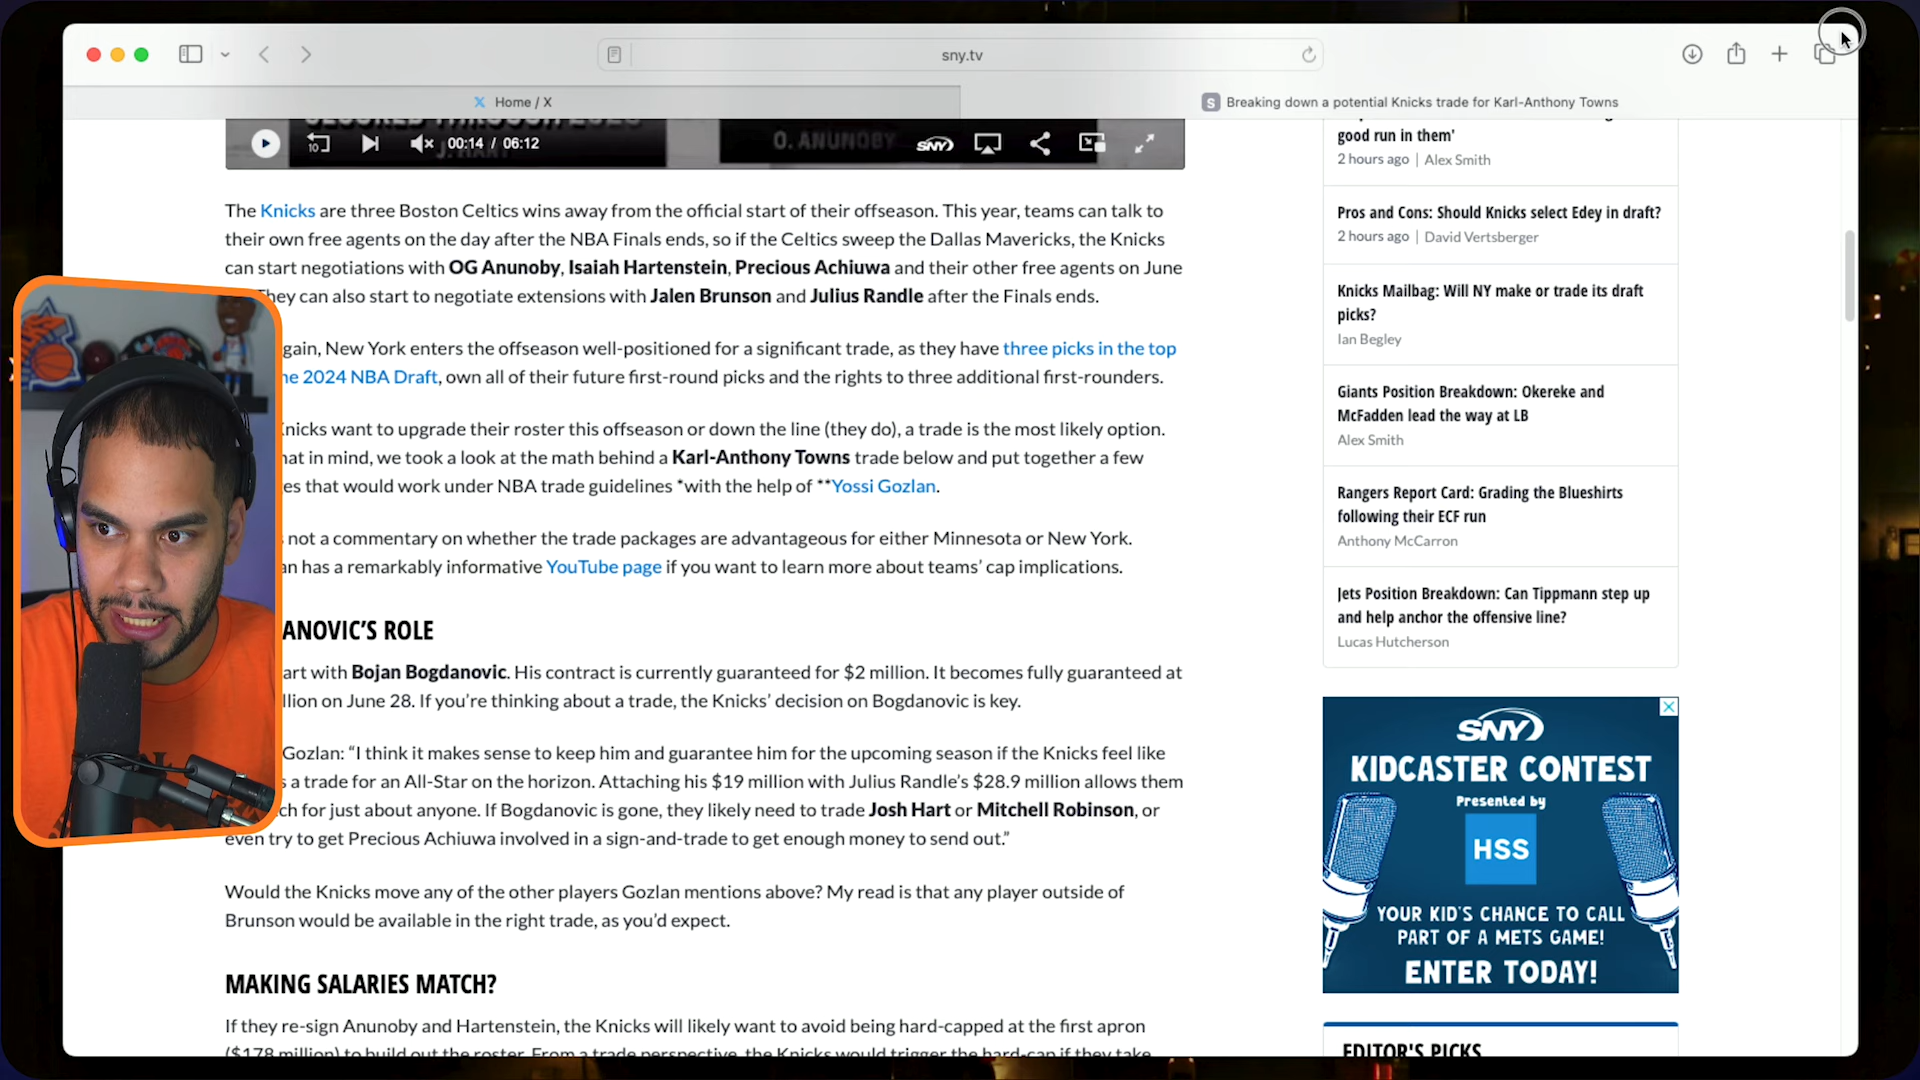 sny.tv
Home / X
S Breaking down a potential Knicks trade for Karl-Anthony Towns
10
00:14 / 06:12
O. ANUNOBY
SNY
The Knicks are three Boston Celtics wins away from the official start of their offseason. This year, teams can talk to
their own free agents on the day after the NBA Finals ends, so if the Celtics sweep the Dallas Mavericks, the Knicks
can start negotiations with OG Anunoby, Isaiah Hartenstein, Precious Achiuwa and their other free agents on June
They can also start to negotiate extensions with Jalen Brunson and Julius Randle after the Finals ends.
gain, New York enters the offseason well-positioned for a significant trade, as they have three picks in the top
2024 NBA Draft, own all of their future first-round picks and the rights to three additional first-rounders.
Knicks want to upgrade their roster this offseason or down the line (they do), a trade is the most likely option.
at in mind, we took a look at the math behind a Karl-Anthony Towns trade below and put together a few
es that would work under NBA trade guidelines *with the help of **Yossi Gozlan.
not a commentary on whether the trade packages are advantageous for either Minnesota or New York.
an has a remarkably informative YouTube page if you want to learn more about teams' cap implications.
ANOVIC'S ROLE
art with Bojan Bogdanovic. His contract is currently guaranteed for $2 million. It becomes fully guaranteed at
llion on June 28. If you're thinking about a trade, the Knicks' decision on Bogdanovic is key.
Gozlan: "I think it makes sense to keep him and guarantee him for the upcoming season if the Knicks feel like
s a trade for an All-Star on the horizon. Attaching his $19 million with Julius Randle's $28.9 million allows them
ch for just about anyone. If Bogdanovic is gone, they likely need to trade Josh Hart or Mitchell Robinson, or
even try to get Precious Achiuwa involved in a sign-and-trade to get enough money to send out."
Would the Knicks move any of the other players Gozlan mentions above? My read is that any player outside of
Brunson would be available in the right trade, as you'd expect.
MAKING SALARIES MATCH?
If they re-sign Anunoby and Hartenstein, the Knicks will likely want to avoid being hard-capped at the first apron
($178 million) to build out the roster. From a trade perspective, the Knicks would trigger the hard-cap if they take
good run in them'
2 hours ago | Alex Smith
Pros and Cons: Should Knicks select Edey in draft?
2 hours ago | David Vertsberger
Knicks Mailbag: Will NY make or trade its draft
picks?
Ian Begley
Giants Position Breakdown: Okereke and
McFadden lead the way at LB
Alex Smith
Rangers Report Card: Grading the Blueshirts
following their ECF run
Anthony McCarron
Jets Position Breakdown: Can Tippmann step up
and help anchor the offensive line?
Lucas Hutcherson
SNY
KIDCASTER CONTEST
Presented by
HSS
YOUR KID'S CHANCE TO CALL
PART OF A METS GAME!
ENTER TODAY!
EDITOR'S PICKS